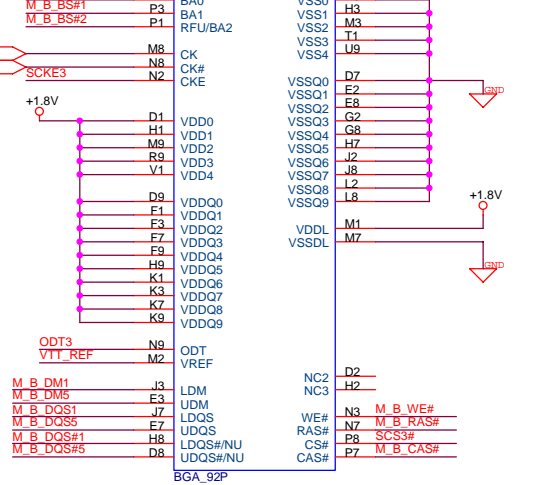 M_B_BS#1 P3 BA1
M_B_BS#2 P1 RFU/BA2
M8 CK
N8 CK#
SCKE3 N2 CKE
+1.8V
D1 VDD0
H1 VDD1
M9 VDD2
R9 VDD3
V1 VDD4
D9 VDDQ0
F1 VDDQ1
F3 VDDQ2
F7 VDDQ3
F9 VDDQ4
H9 VDDQ5
K1 VDDQ6
K3 VDDQ7
K7 VDDQ8
K9 VDDQ9
ODT3 N9 ODT
VTT_REF M2 VREF
M_B_DM1 J3 LDM
M_B_DM5 E3 UDM
M_B_DQS1 J7 LDQS
M_B_DQS5 E7 UDQS
M_B_DQS#1 H8 LDQS#/NU
M_B_DQS#5 D8 UDQS#/NU
BGA_92P
VSS1 H3
VSS2 M3
VSS3 T1
VSS4 U9
VSSQ0 D7
VSSQ1 E2
VSSQ2 E8
VSSQ3 G2
VSSQ4 G8
VSSQ5 H7
VSSQ6 J2
VSSQ7 J8
VSSQ8 L2
VSSQ9 L8
GND
+1.8V
VDDL M1
VSSDL M7
GND
NC2 D2
NC3 H2
WE# N3 M_B_WE#
RAS# N7 M_B_RAS#
CS# P8 SCS3#
CAS# P7 M_B_CAS#